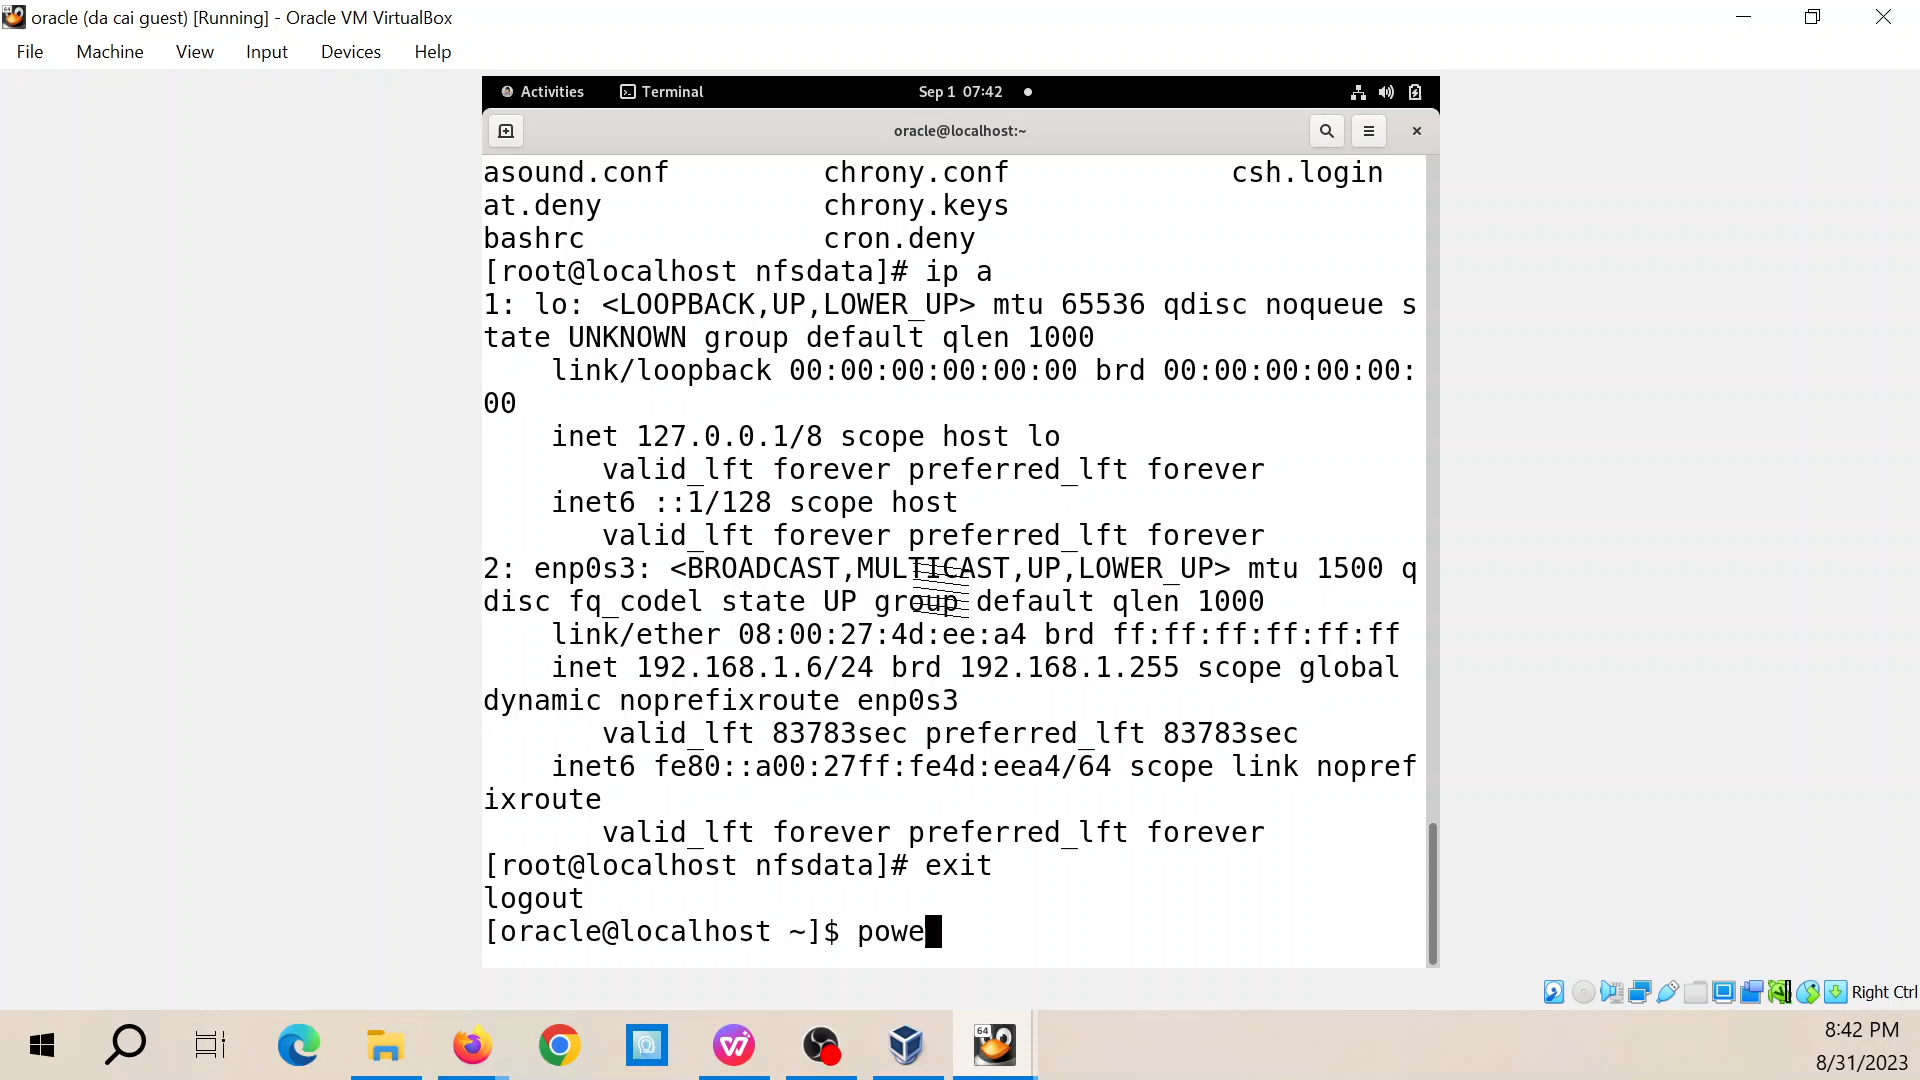 oracle (da cai guest) [Running] - Oracle VM VirtualBox
File Machine View Input Devices Help
Activities Terminal Sep 1 07:42
oracle@localhost:~
asound.conf chrony.conf csh.login
at.deny chrony.keys
bashrc cron.deny
[root@localhost nfsdata]# ip a
1: lo: <LOOPBACK,UP,LOWER_UP> mtu 65536 qdisc noqueue s
tate UNKNOWN group default qlen 1000
link/loopback 00:00:00:00:00:00 brd 00:00:00:00:00:
00
inet 127.0.0.1/8 scope host lo
valid_lft forever preferred_lft forever
inet6 ::1/128 scope host
valid_lft forever preferred_lft forever
2: enp0s3: <BROADCAST,MULTICAST,UP,LOWER_UP> mtu 1500 q
disc fq_codel state UP group default qlen 1000
link/ether 08:00:27:4d:ee:a4 brd ff:ff:ff:ff:ff:ff
inet 192.168.1.6/24 brd 192.168.1.255 scope global
dynamic noprefixroute enp0s3
valid_lft 83783sec preferred_lft 83783sec
inet6 fe80::a00:27ff:fe4d:eea4/64 scope link nopref
ixroute
valid_lft forever preferred_lft forever
[root@localhost nfsdata]# exit
logout
[oracle@localhost ~]$ powe
Right Ctrl
64
8:42 PM
8/31/2023